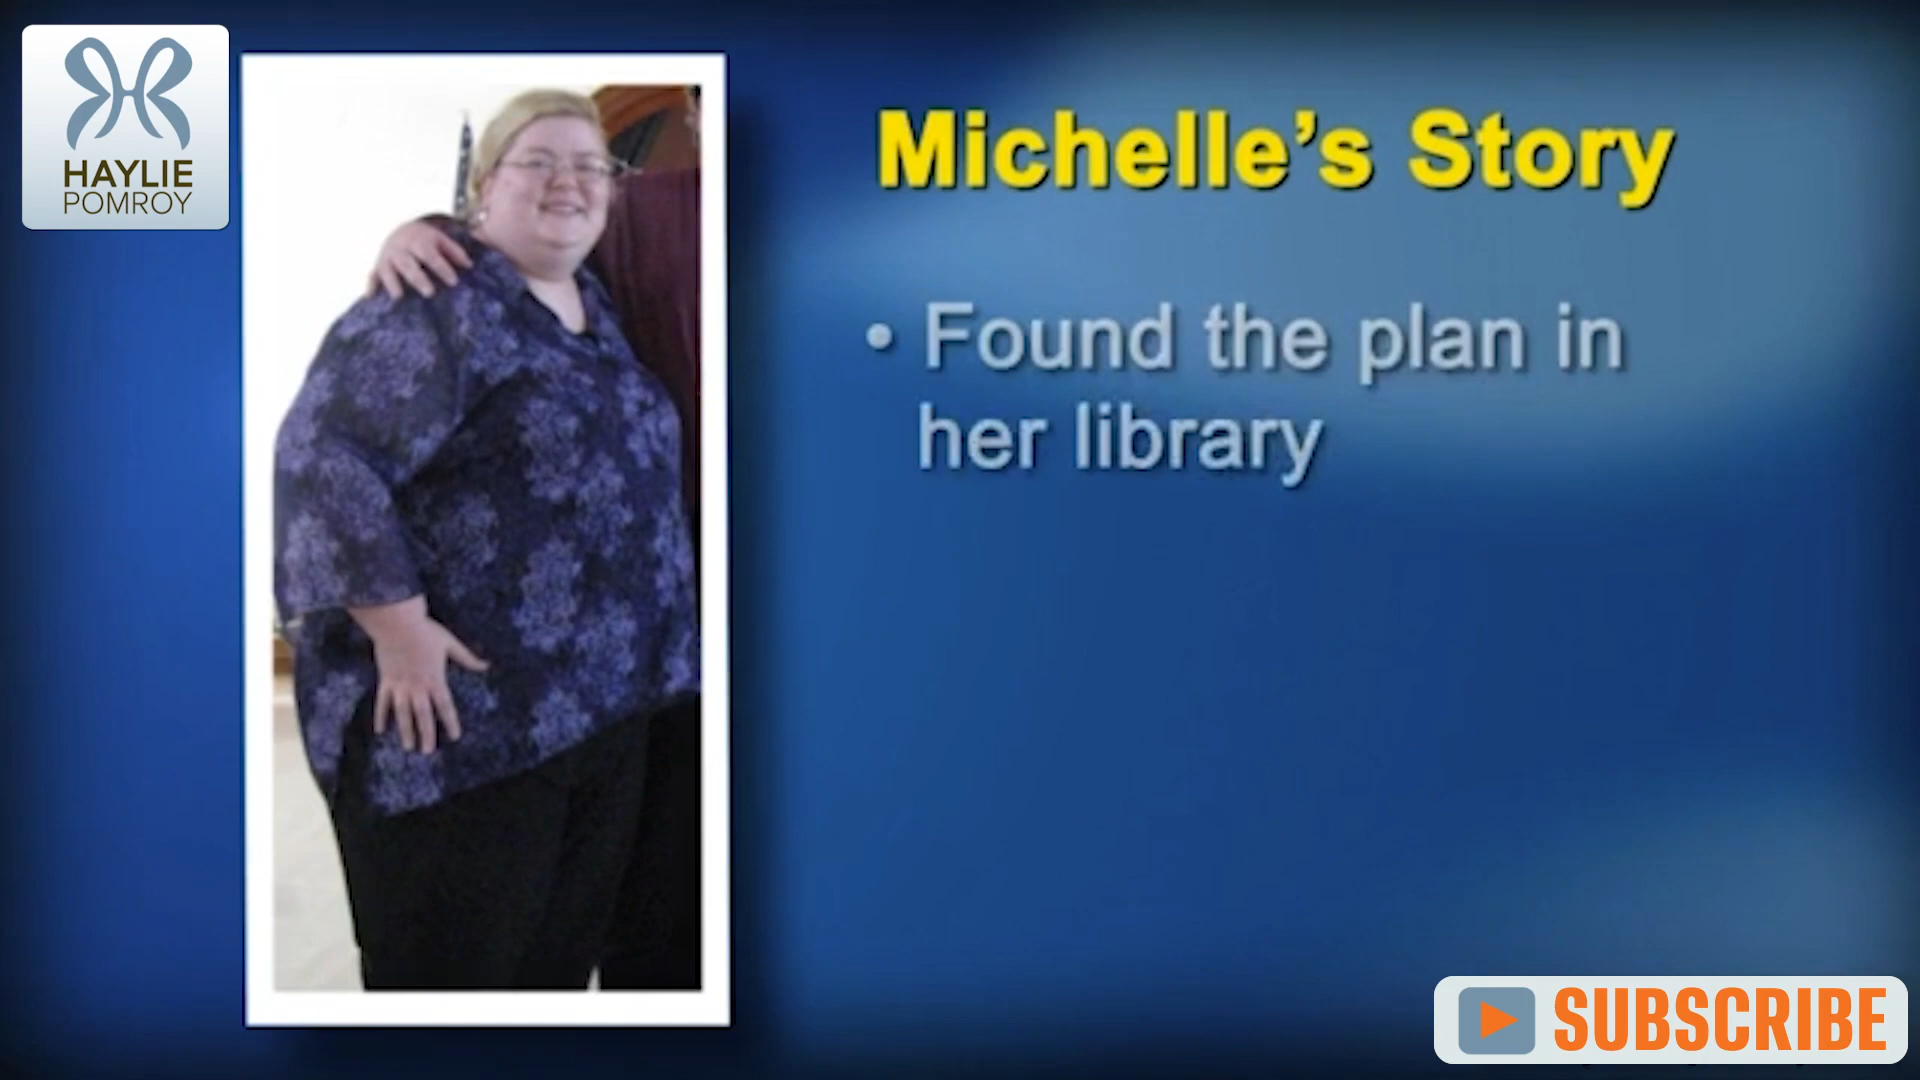 HAYLIE
POMROY
Michelle’s Story
• Found the plan in
her library
SUBSCRIBE